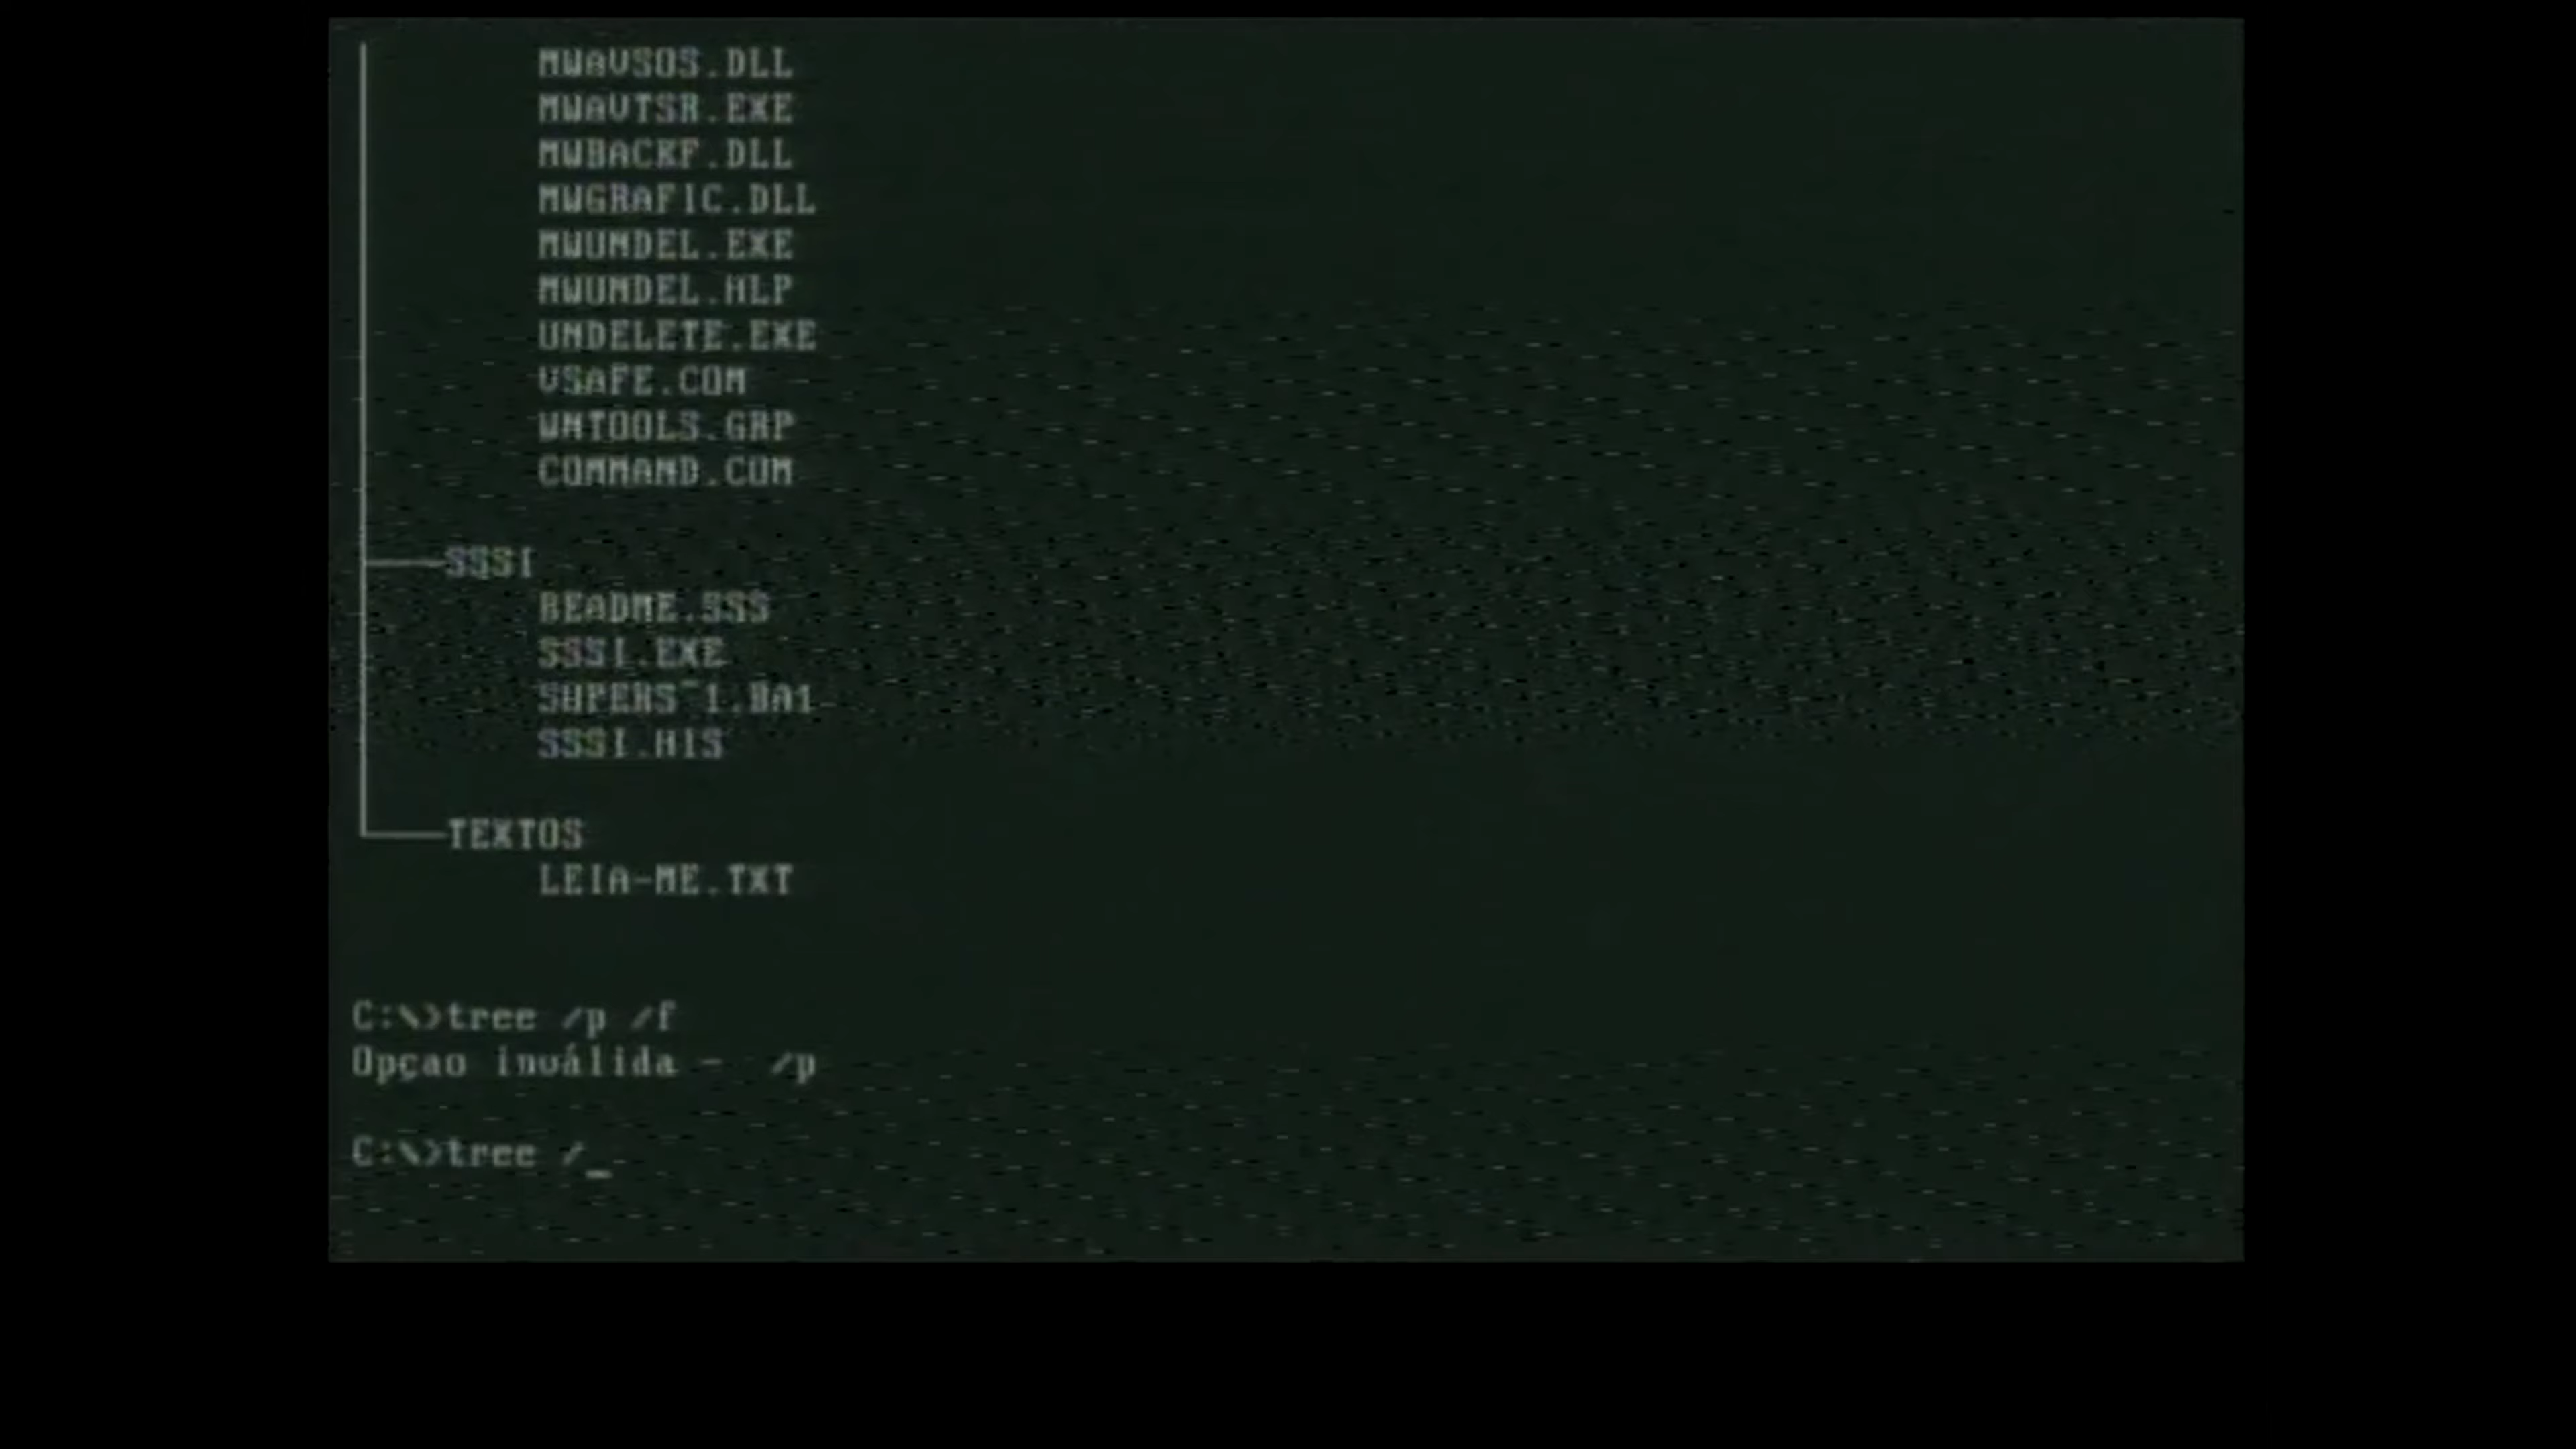 MWAVSOS.DLL
MWAVTSR.EXE
MWBACKF.DLL
MWGRAFIC.DLL
MWUNDEL.EXE
MWUNDEL.HLP
UNDELETE.EXE
VSAFE.COM
WNTOOLS.GRP
COMMAND.COM
SSSI
README.SSS
SSSI.EXE
SUPERS~1.BAT
SSSI.HIS
TEXTOS
LEIA-ME.TXT
C:\>tree /p /f
Opçao inválida -  /p
C:\>tree /_